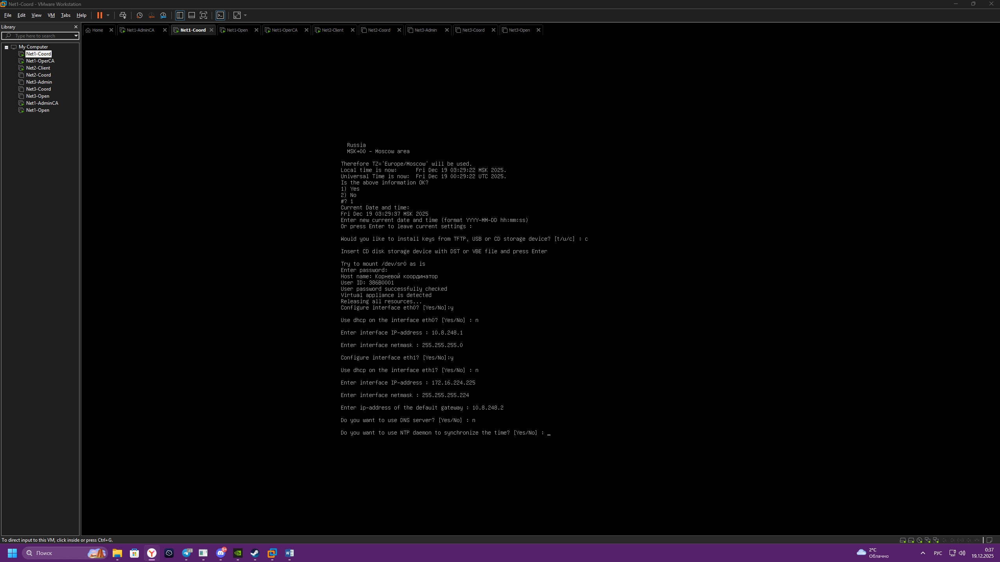 Net1-Coord - VMware Workstation
File Edit View VM Tabs Help
Library
Type here to search
My Computer
Net1-Coord
Net1-OperCA
Net2-Client
Net2-Coord
Net3-Admin
Net3-Coord
Net3-Open
Net1-AdminCA
Net1-Open
Home Net1-AdminCA Net1-Coord Net1-Open Net1-OperCA Net2-Client Net2-Coord Net3-Admin Net3-Coord Net3-Open
Russia
MSK+00 - Moscow area
Therefore TZ='Europe/Moscow' will be used.
Local time is now: Fri Dec 19 03:29:22 MSK 2025.
Universal Time is now: Fri Dec 19 00:29:22 UTC 2025.
Is the above information OK?
1) Yes
2) No
#? 1
Current Date and time:
Fri Dec 19 03:29:37 MSK 2025
Enter new current date and time (format YYYY-MM-DD hh:mm:ss)
Or press Enter to leave current settings :
Would you like to install keys from TFTP, USB or CD storage device? [t/u/c] : c
Insert CD disk storage device with DST or VBE file and press Enter
Try to mount /dev/sr0 as is
Enter password:
Host name: Корневой координатор
User ID: 386B0001
User password successfully checked
Virtual appliance is detected
Releasing all resources...
Configure interface eth0? [Yes/No]:y
Use dhcp on the interface eth0? [Yes/No] : n
Enter interface IP-address : 10.8.248.1
Enter interface netmask : 255.255.255.0
Configure interface eth1? [Yes/No]:y
Use dhcp on the interface eth1? [Yes/No] : n
Enter interface IP-address : 172.16.224.225
Enter interface netmask : 255.255.255.224
Enter ip-address of the default gateway : 10.8.248.2
Do you want to use DNS server? [Yes/No] : n
Do you want to use NTP daemon to synchronize the time? [Yes/No] : _
To direct input to this VM, click inside or press Ctrl+G.
Поиск
45
9+
2°C
Облачно
РУС
0:37
19.12.2025